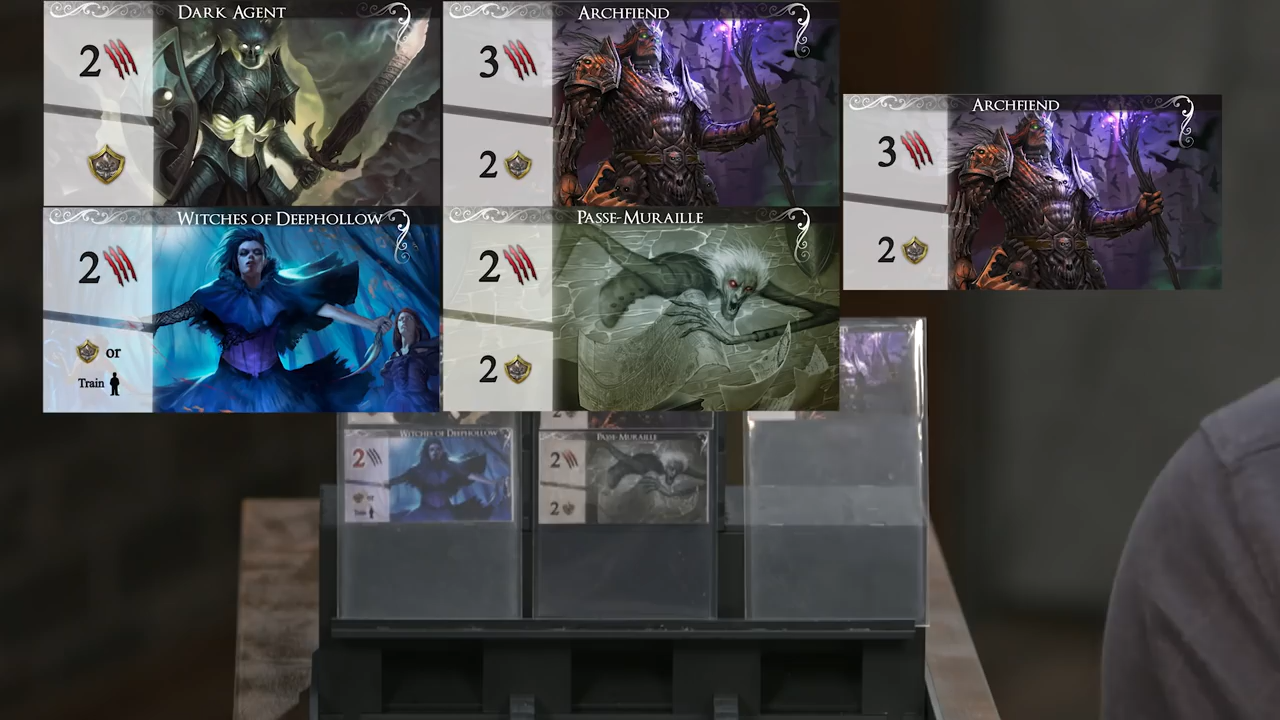 DARK AGENT
2
WITCHES OF DEEPHOLLOW
2
or
Train
ARCHFIEND
3
2
PASSE-MURAILLE
2
2
ARCHFIEND
3
2
WITCHES OF DEEPHOLLOW
2
or
Train
2
PASSE-MURAILLE
2
2